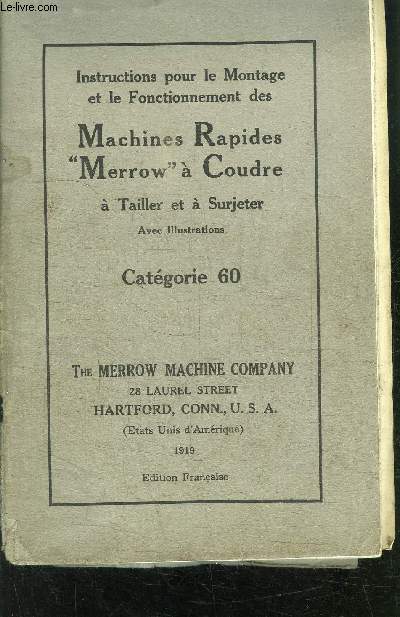 Le-livre.com
Instructions pour le Montage
et le Fonctionnement des
Machines Rapides
"Merrow" à Coudre
à Tailler et à Surjeter
Avec Illustrations
Catégorie 60
THE MERROW MACHINE COMPANY
28 LAUREL STREET
HARTFORD, CONN., U. S. A.
(Etats Unis d'Amérique)
1919
Edition Française